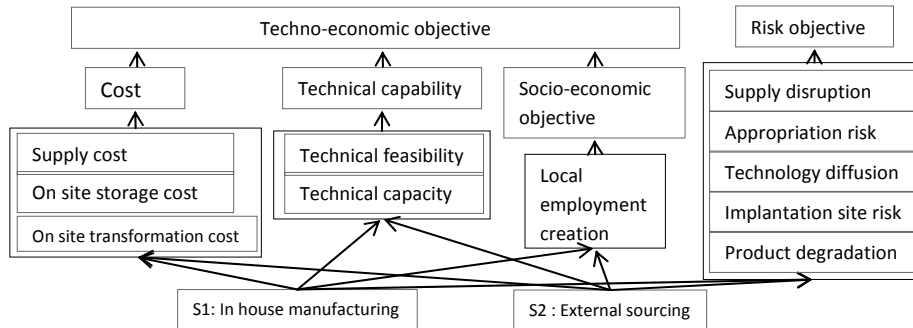 Techno-economic objective
Risk objective
Cost
Technical capability
Socio-economic
objective
Supply cost
On site storage cost
On site transformation cost
Technical feasibility
Technical capacity
Local
employment
creation
Supply disruption
Appropriation risk
Technology diffusion
Implantation site risk
Product degradation
S1: In house manufacturing
S2 : External sourcing